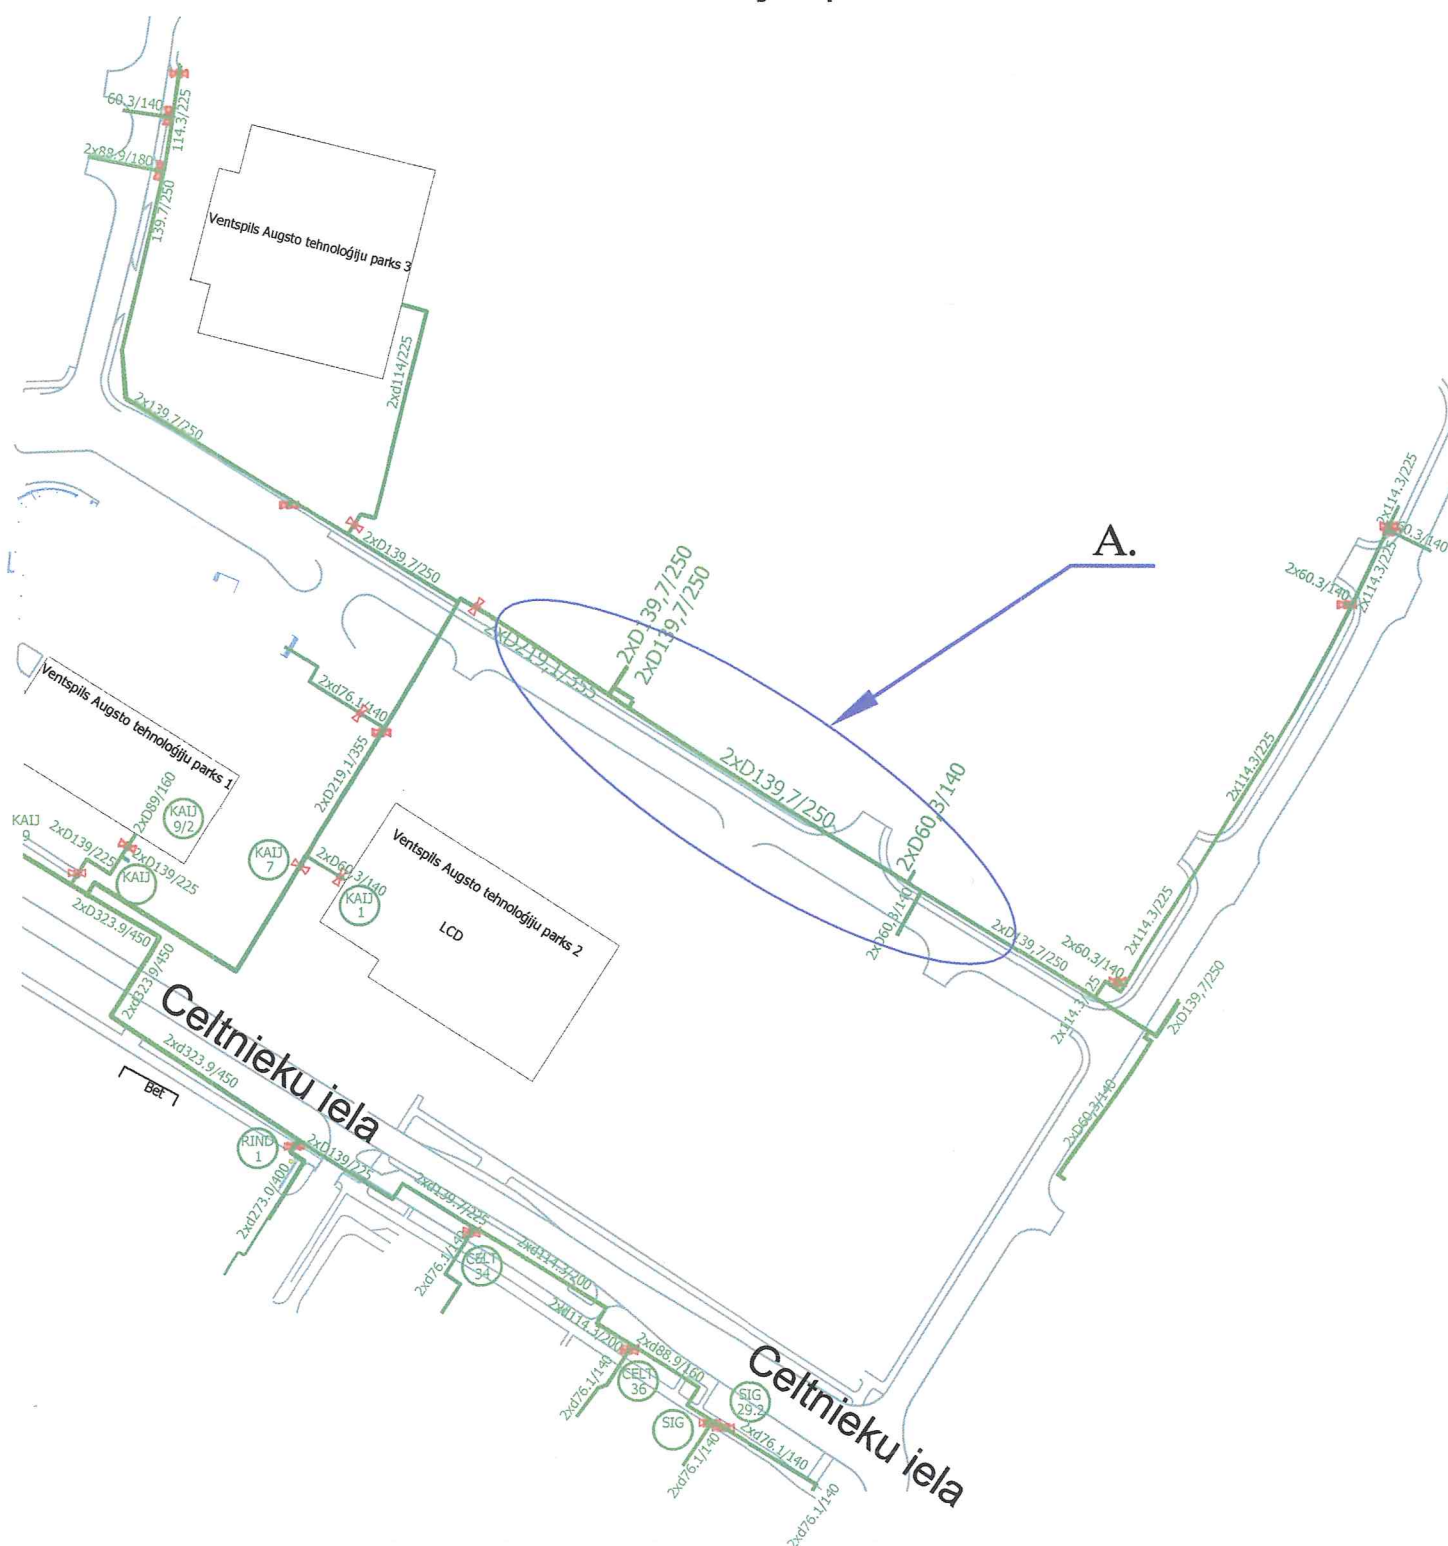 60.3/140
114.3/225
2x88.9/180
139.7/250
Ventspils Augsto tehnoloģiju parks 3
2xd114/225
2x139,7/250
2xD139,7/250
2xD139,7/250
2xD139,7/250
2xD219,1/355
A.
2x114.3/225
2x60.3/140
2x114.3/225
2x114.3/225
2xd76.1/140
2xD219,1/355
Ventspils Augsto tehnoloģiju parks 1
2xD139,7/250
2xD60,3/140
2xD89/160
KAIJ
9/2
KAIJ
9
2xD139/225
2xD139/225
KAIJ
KAIJ
7
2xD60.3/140
KAIJ
1
Ventspils Augsto tehnoloģiju parks 2
LCD
2xD60,3/140
2xD139,7/250
2x60.3/140
2x114.3/225
2xD139,7/250
2xD323.9/450
2xd323.9/450
2xd323.9/450
Celtnieku iela
Bet
2xD60,3/140
RIND
1
2xD139/225
2xd273.0/400
2xd139.7/225
2xd76.1/140
CELT
34
2xd114.3/200
2xd114.3/200
2xd88.9/160
2xd76.1/140
CELT
36
SIG
SIG
29.2
Celtnieku iela
2xd76.1/140
2xd76.1/140
2xd76.1/140